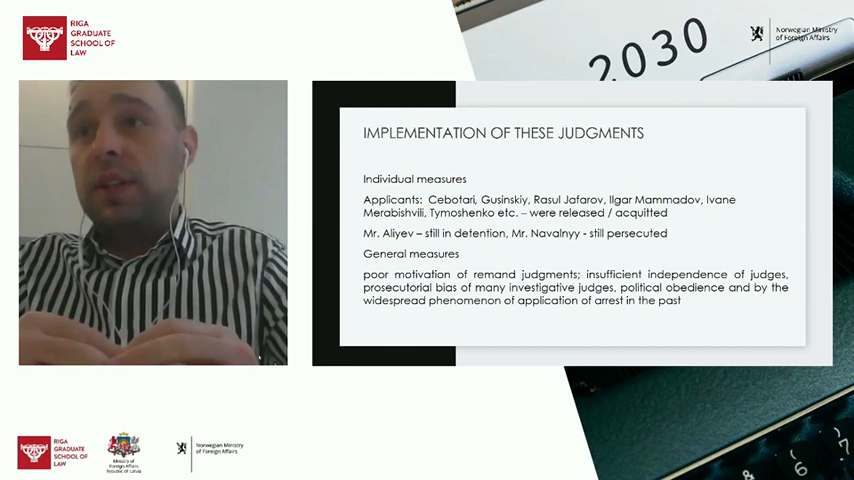 RIGA
GRADUATE
SCHOOL OF
LAW
2030
Norwegian Ministry
of Foreign Affairs
IMPLEMENTATION OF THESE JUDGMENTS
Individual measures
Applicants: Cebotari, Gusinskiy, Rasul Jafarov, Ilgar Mammadov, Ivane
Merabishvili, Tymoshenko etc. – were released / acquitted
Mr. Aliyev – still in detention, Mr. Navalnyy - still persecuted
General measures
poor motivation of remand judgments; insufficient independence of judges,
prosecutorial bias of many investigative judges, political obedience and by the
widespread phenomenon of application of arrest in the past
RIGA
GRADUATE
SCHOOL OF
LAW
Ministry of
Foreign Affairs
Republic of Latvia
Norwegian Ministry
of Foreign Affairs
&
6
7